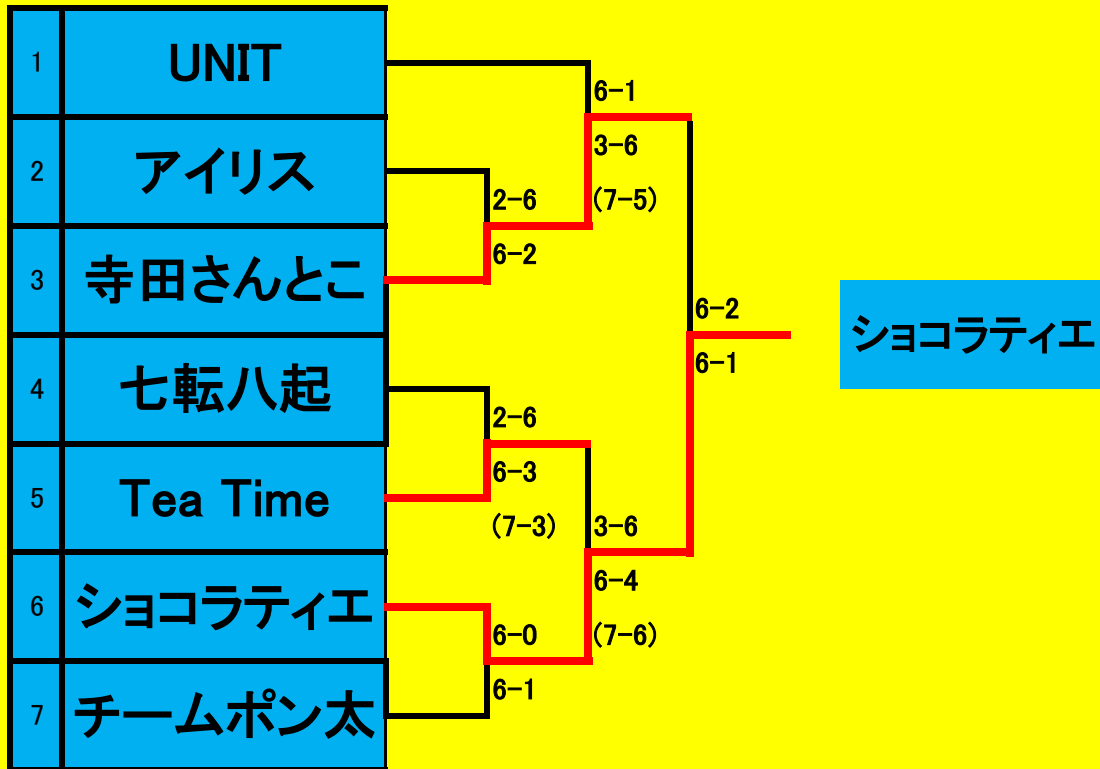 1 UNIT
2 アイリス
3 寺田さんとこ
4 七転八起
5 Tea Time
6 ショコラティエ
7 チームポン太
2-6
6-2
2-6
6-3
(7-3)
6-0
6-1
6-1
3-6
(7-5)
3-6
6-4
(7-6)
6-2
6-1
ショコラティエ